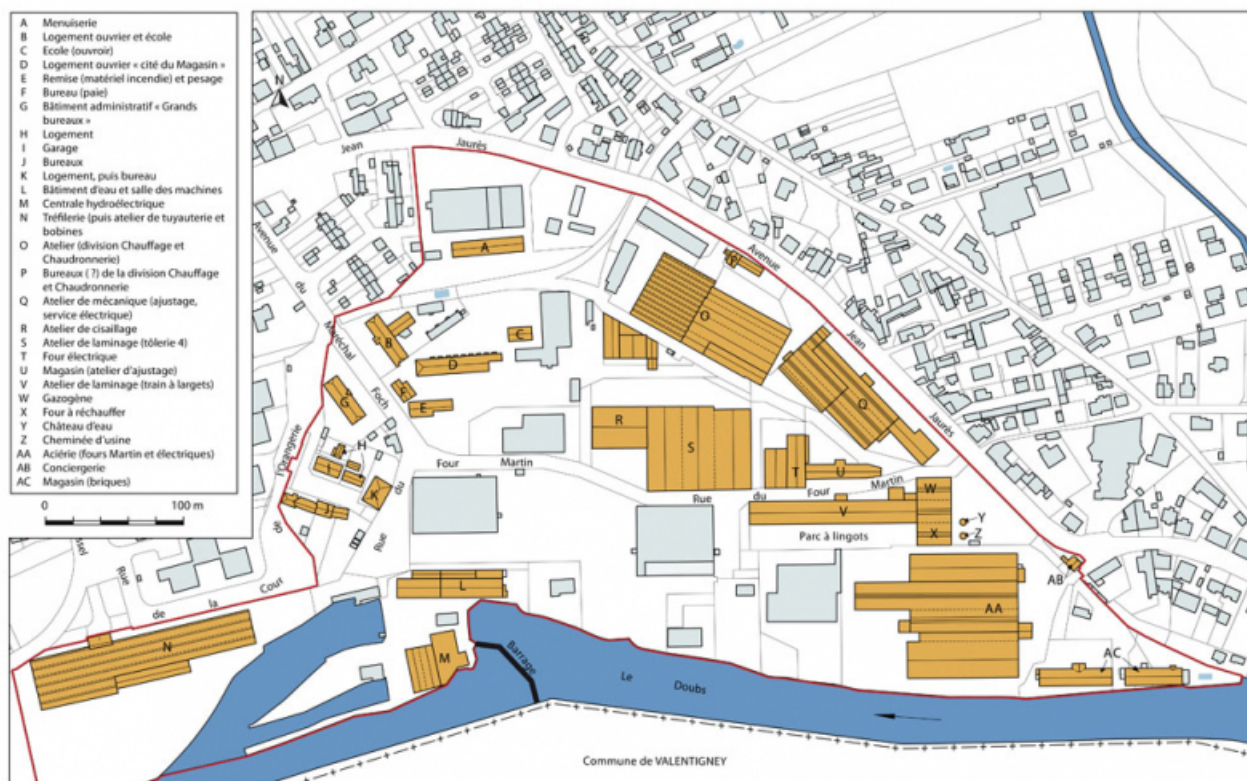 A Menuiserie
B Logement ouvrier et école
C Ecole (ouvroir)
D Logement ouvrier « cité du Magasin »
E Remise (matériel incendie) et pesage
F Bureau (paie)
G Bâtiment administratif « Grands
bureaux »
H Logement
I Garage
J Bureaux
K Logement, puis bureau
L Bâtiment d'eau et salle des machines
M Centrale hydroélectrique
N Tréfilerie (puis atelier de tuyauterie et
bobines
O Atelier (division Chauffage et
Chaudronnerie)
P Bureaux ( ?) de la division Chauffage
et Chaudronnerie
Q Atelier de mécanique (ajustage,
service électrique)
R Atelier de cisaillage
S Atelier de laminage (tôlerie 4)
T Four électrique
U Magasin (atelier d'ajustage)
V Atelier de laminage (train à largets)
W Gazogène
X Four à réchauffer
Y Château d'eau
Z Cheminée d'usine
AA Aciérie (fours Martin et électriques)
AB Conciergerie
AC Magasin (briques)
0 100 m
N
Jean Jaurès
Avenue Jean Jaurès
Avenue du Maréchal Foch
A
B
C
D
E
F
G
H
I
J
K
L
M
N
O
Q
R
S
T
U
V
W
X
Y
Z
AA
AB
AC
Rue du Four Martin
Rue du Four Martin
Parc à lingots
de l'Orangerie
Rue de la Cour
Barrage
Le Doubs
Commune de VALENTIGNEY